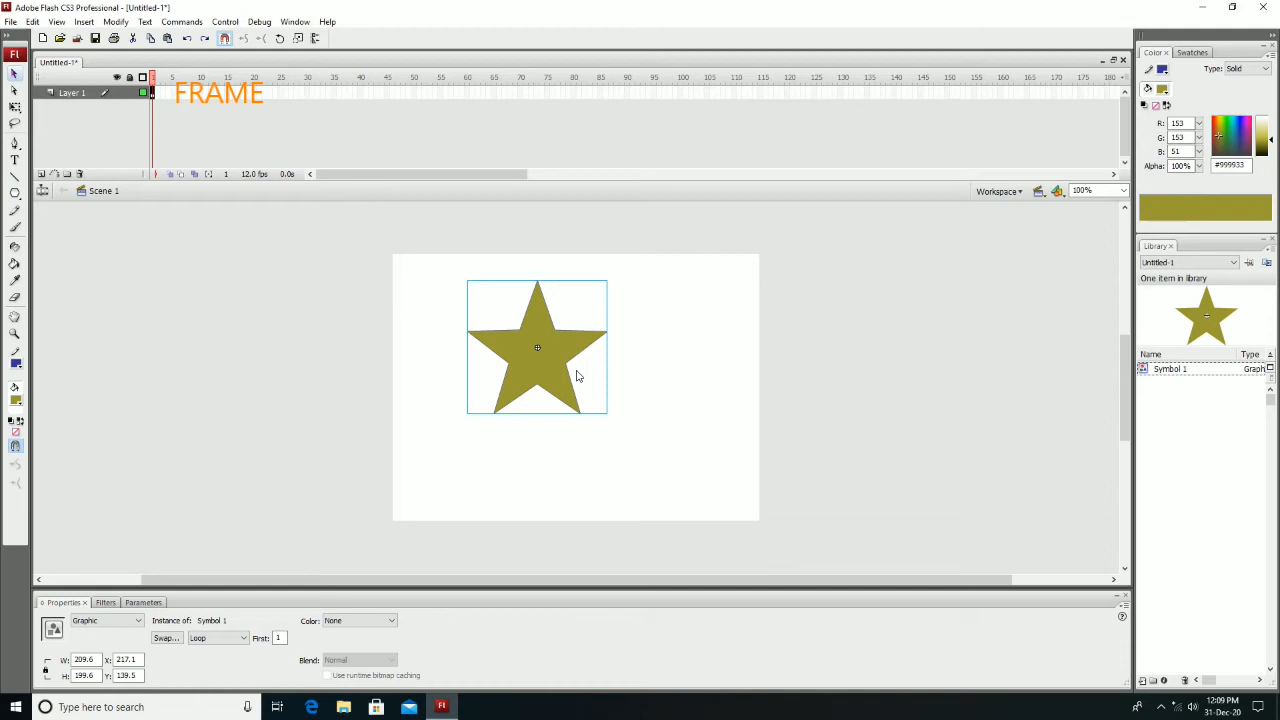 Adobe Flash CS3 Professional - [Untitled-1*]
File Edit View Insert Modify Text Commands Control Debug Window Help
Untitled-1*
Color Swatches
Type: Solid
5 10 15 20 25 30 35 40 45 50 55 60 65 70 75 80 85 90 95 100 105 110 115 120 125 130 135 140 145 150 155 160 165 170 175 180
Layer 1
FRAME
R: 153
G: 153
B: 51
Alpha: 100% #999933
1 12.0 fps 0.0s
Scene 1
Workspace 100%
Library
Untitled-1
One item in library
Name Type
Symbol 1 Graph
Properties Filters Parameters
Graphic Instance of: Symbol 1 Color: None
Swap... Loop First: 1
W: 209.6 X: 217.1 Blend: Normal
H: 199.6 Y: 139.5 Use runtime bitmap caching
Type here to search
12:09 PM
31-Dec-20